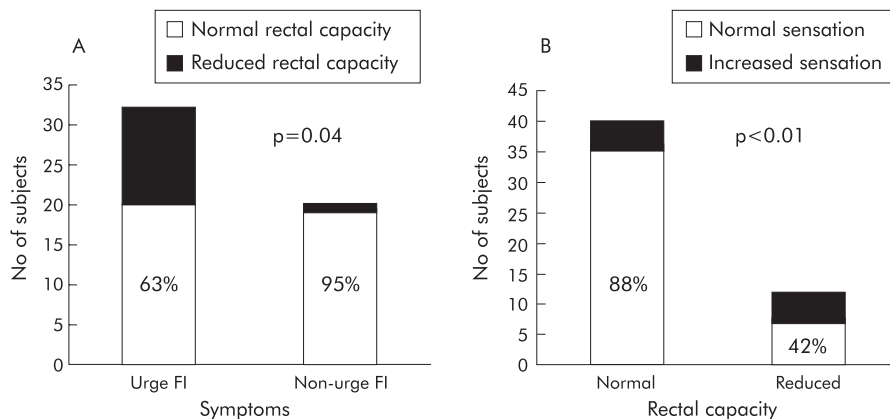 A
Normal rectal capacity
Reduced rectal capacity
35
30
25
20
15
10
5
0
No of subjects
p=0.04
63%
95%
Urge FI
Non-urge FI
Symptoms
B
Normal sensation
Increased sensation
45
40
35
30
25
20
15
10
5
0
No of subjects
p<0.01
88%
42%
Normal
Reduced
Rectal capacity